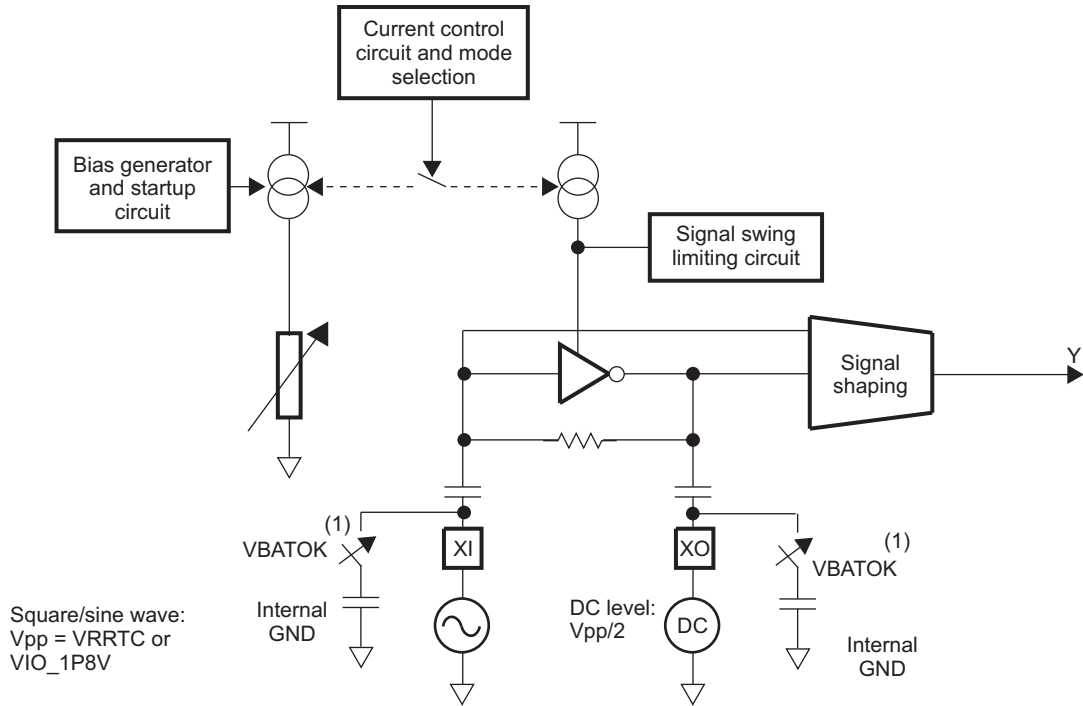 Current control
circuit and mode
selection
Bias generator
and startup
circuit
Signal swing
limiting circuit
Signal
shaping
Y
(1)
VBATOK
XI
XO
(1)
VBATOK
Square/sine wave:
Vpp = VRRTC or
VIO_1P8V
Internal
GND
DC level:
Vpp/2
DC
Internal
GND